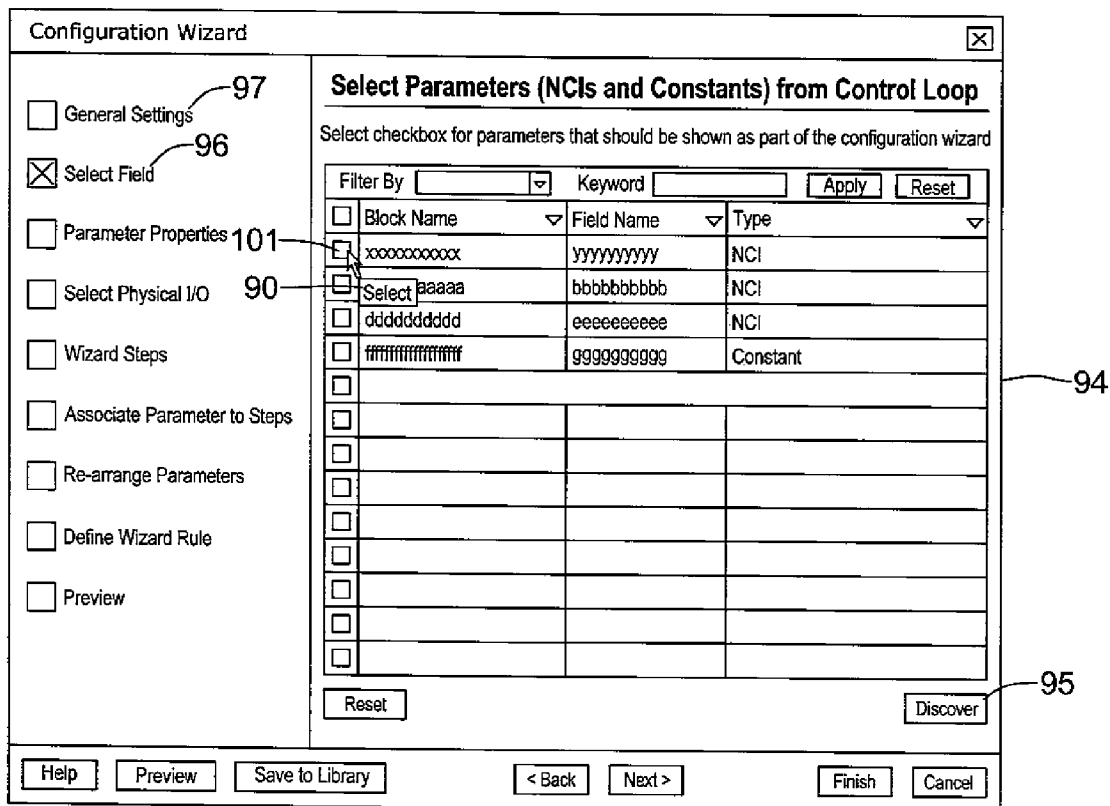 Configuration Wizard
97
General Settings
96
Select Field
Parameter Properties
101
Select Physical I/O
90
Wizard Steps
Associate Parameter to Steps
Re-arrange Parameters
Define Wizard Rule
Preview
Select Parameters (NCIs and Constants) from Control Loop
Select checkbox for parameters that should be shown as part of the configuration wizard
Filter By Keyword Apply Reset
Block Name Field Name Type
xxxxxxxxxxx yyyyyyyyyy NCI
Select aaaaa bbbbbbbbbb NCI
dddddddddd eeeeeeeeee NCI
gggggggggg Constant
94
95
Reset Discover
Help Preview Save to Library < Back Next > Finish Cancel